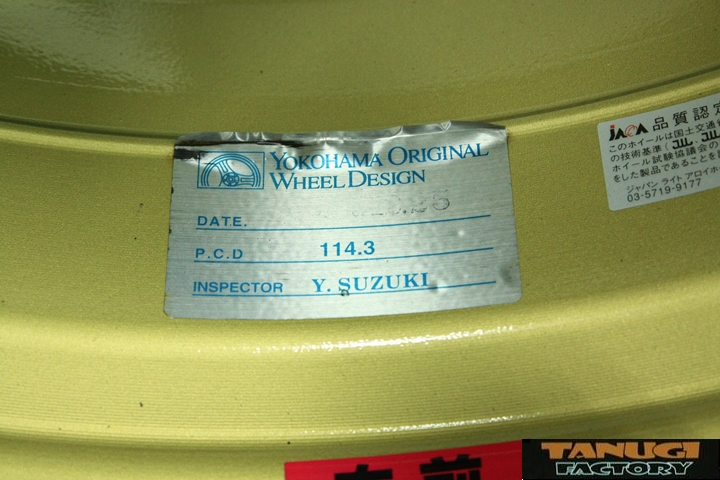 YOKOHAMA ORIGINAL
WHEEL DESIGN
DATE.
P.C.D 114.3
INSPECTOR Y. SUZUKI
JAWA 品質認定
このホイールは国土交通
の技術基準 (JWL, JW
ホイール試験協議会の
をした製品であることを
ジャパン ライト アロイホ
03-5719-9177
TANUGI
FACTORY